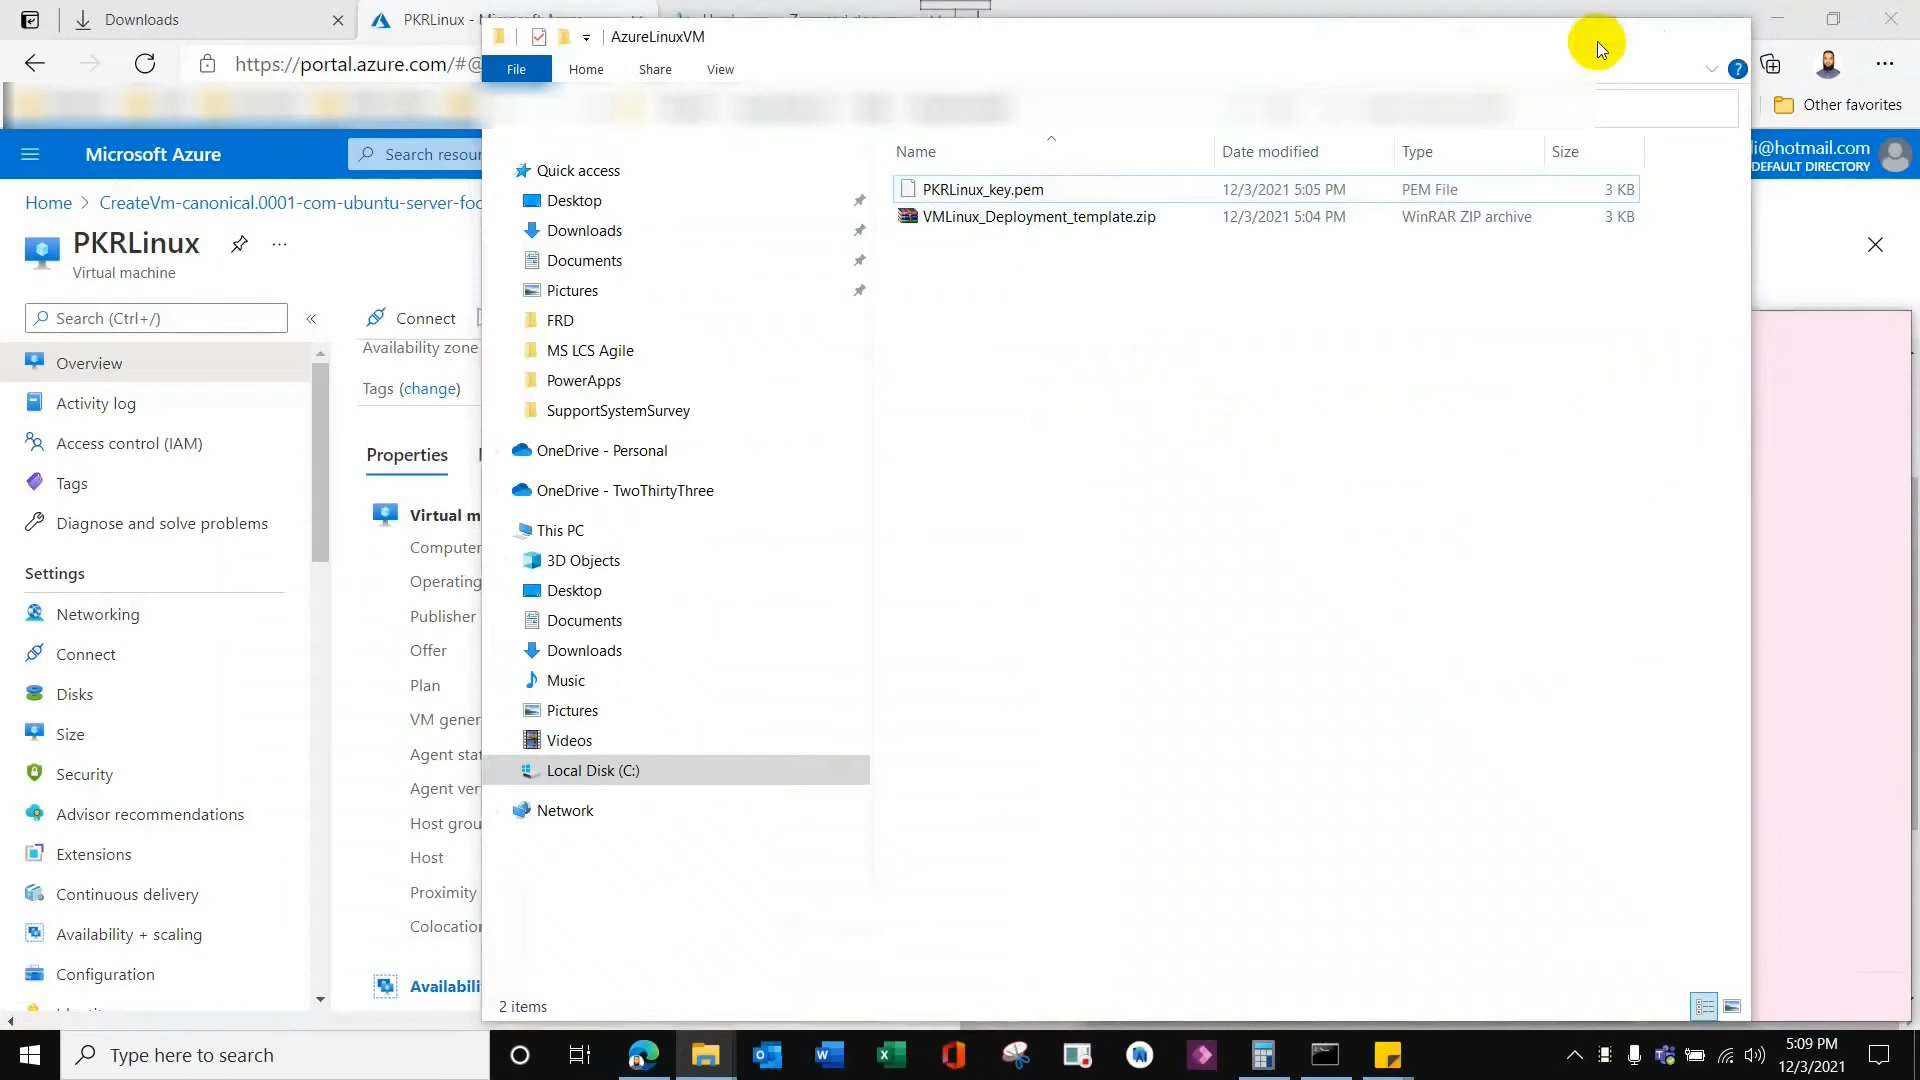 Downloads
PKRLinux -
https://portal.azure.com/#@
Other favorites
Microsoft Azure
Search resour
i@hotmail.com
DEFAULT DIRECTORY
Home > CreateVm-canonical.0001-com-ubuntu-server-foc
PKRLinux
...
Virtual machine
Search (Ctrl+/)
«
Overview
Activity log
Access control (IAM)
Tags
Diagnose and solve problems
Settings
Networking
Connect
Disks
Size
Security
Advisor recommendations
Extensions
Continuous delivery
Availability + scaling
Configuration
Connect
Availability zone
Tags (change)
Properties
Virtual m
Computer
Operating
Publisher
Offer
Plan
VM gener
Agent stat
Agent ver
Host grou
Host
Proximity
Colocatio
Availabili
AzureLinuxVM
File
Home
Share
View
?
Quick access
Desktop
Downloads
Documents
Pictures
FRD
MS LCS Agile
PowerApps
SupportSystemSurvey
OneDrive - Personal
OneDrive - TwoThirtyThree
This PC
3D Objects
Desktop
Documents
Downloads
Music
Pictures
Videos
Local Disk (C:)
Network
Name Date modified Type Size
PKRLinux_key.pem 12/3/2021 5:05 PM PEM File 3 KB
VMLinux_Deployment_template.zip 12/3/2021 5:04 PM WinRAR ZIP archive 3 KB
2 items
Type here to search
5:09 PM
12/3/2021